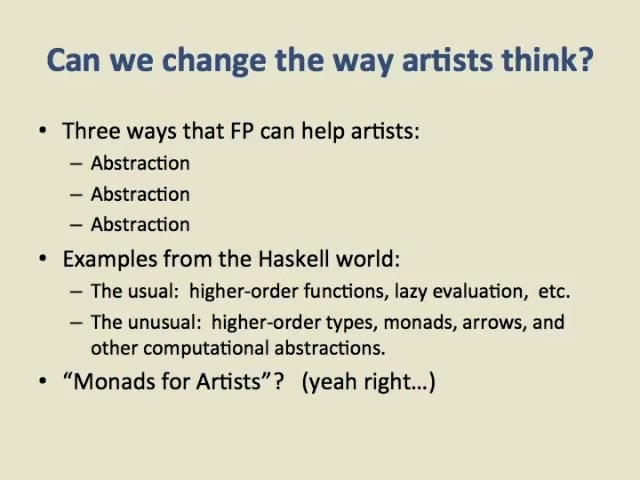 Can we change the way artists think?
• Three ways that FP can help artists:
– Abstraction
– Abstraction
– Abstraction
• Examples from the Haskell world:
– The usual:  higher-order functions, lazy evaluation,  etc.
– The unusual:  higher-order types, monads, arrows, and
other computational abstractions.
• “Monads for Artists”?   (yeah right…)